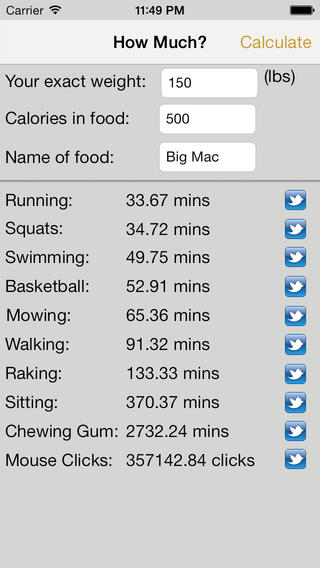 Carrier 11:49 PM
How Much? Calculate
Your exact weight: 150 (lbs)
Calories in food: 500
Name of food: Big Mac
Running: 33.67 mins
Squats: 34.72 mins
Swimming: 49.75 mins
Basketball: 52.91 mins
Mowing: 65.36 mins
Walking: 91.32 mins
Raking: 133.33 mins
Sitting: 370.37 mins
Chewing Gum: 2732.24 mins
Mouse Clicks: 357142.84 clicks